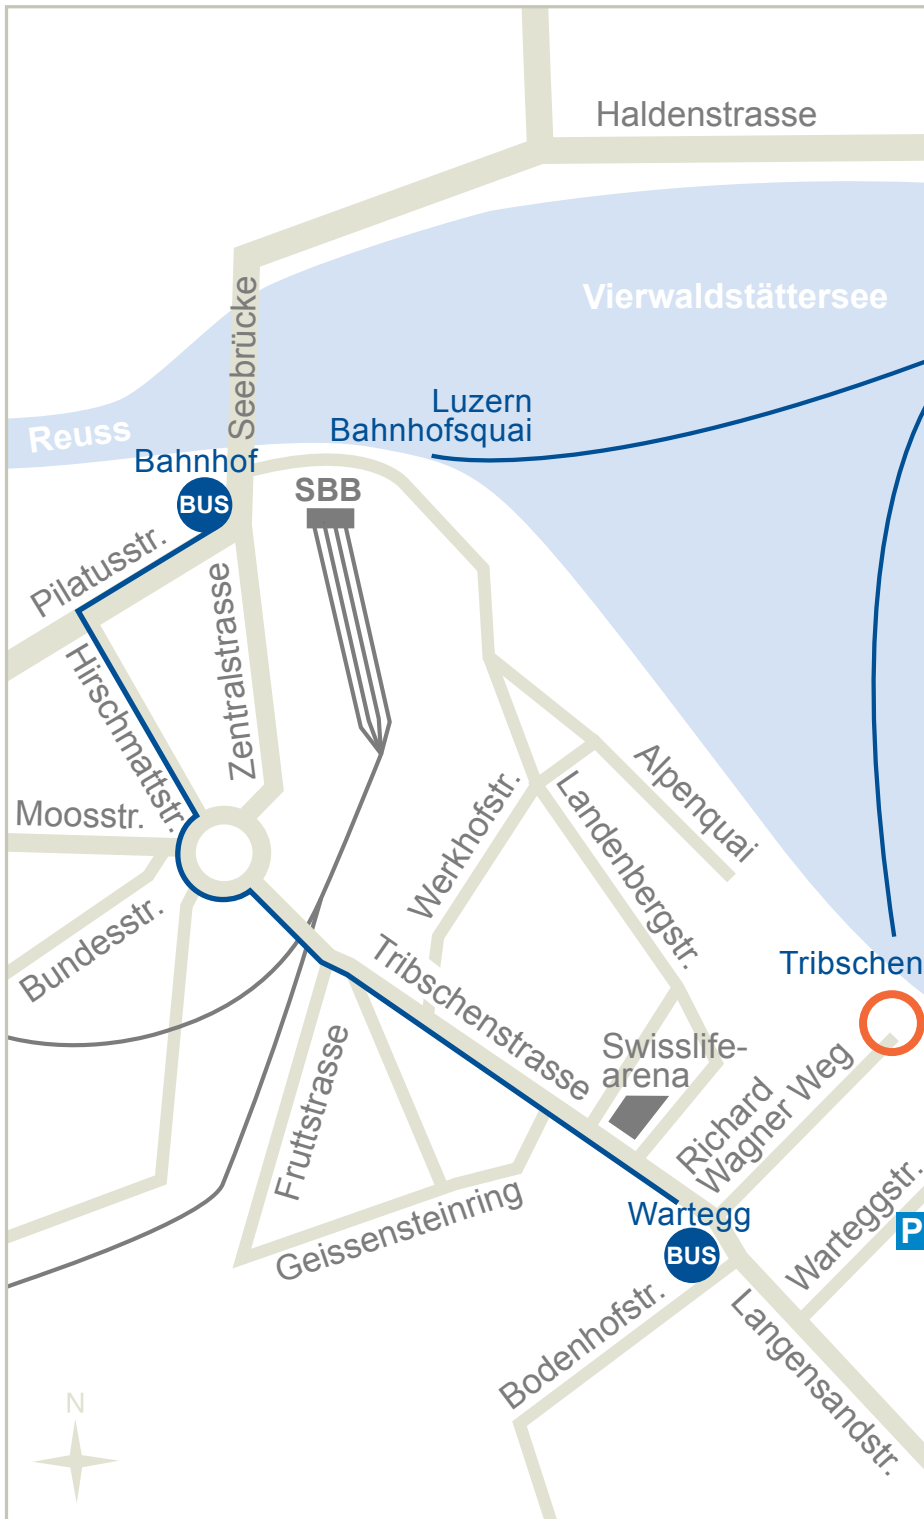 Haldenstrasse
Vierwaldstättersee
Seebrücke
Luzern
Bahnhofsquai
Reuss
Bahnhof
BUS
SBB
Pilatusstr.
Zentralstrasse
Hirschmattstr.
Moosstr.
Bundesstr.
Werkhofstr.
Landenbergstr.
Alpenquai
Tribschen
Tribschenstrasse
Fruttstrasse
Swisslife-
arena
Richard
Wagner Weg
Geissensteinring
Wartegg
BUS
Warteggstr.
P
Bodenhofstr.
Langensandstr.
N